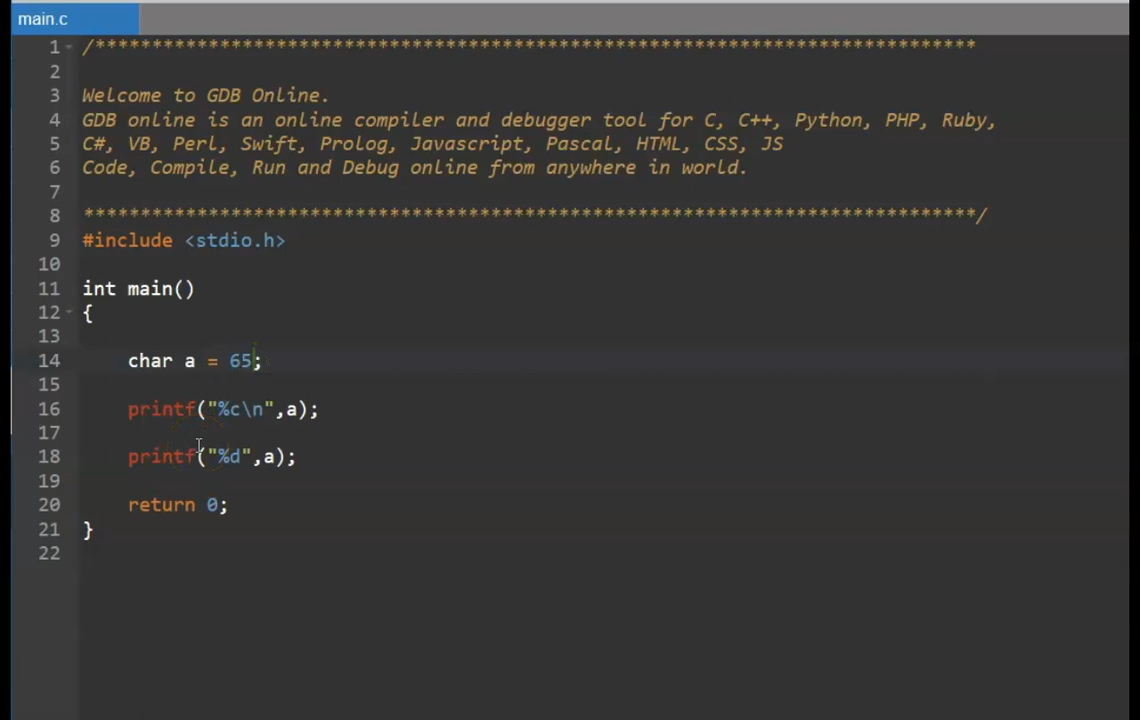 main.c
1 /******************************************************************************
2
3 Welcome to GDB Online.
4 GDB online is an online compiler and debugger tool for C, C++, Python, PHP, Ruby,
5 C#, VB, Perl, Swift, Prolog, Javascript, Pascal, HTML, CSS, JS
6 Code, Compile, Run and Debug online from anywhere in world.
7
8 *******************************************************************************/
9 #include <stdio.h>
10
11 int main()
12 {
13
14 char a = 65;
15
16 printf("%c\n",a);
17
18 printf("%d",a);
19
20 return 0;
21 }
22